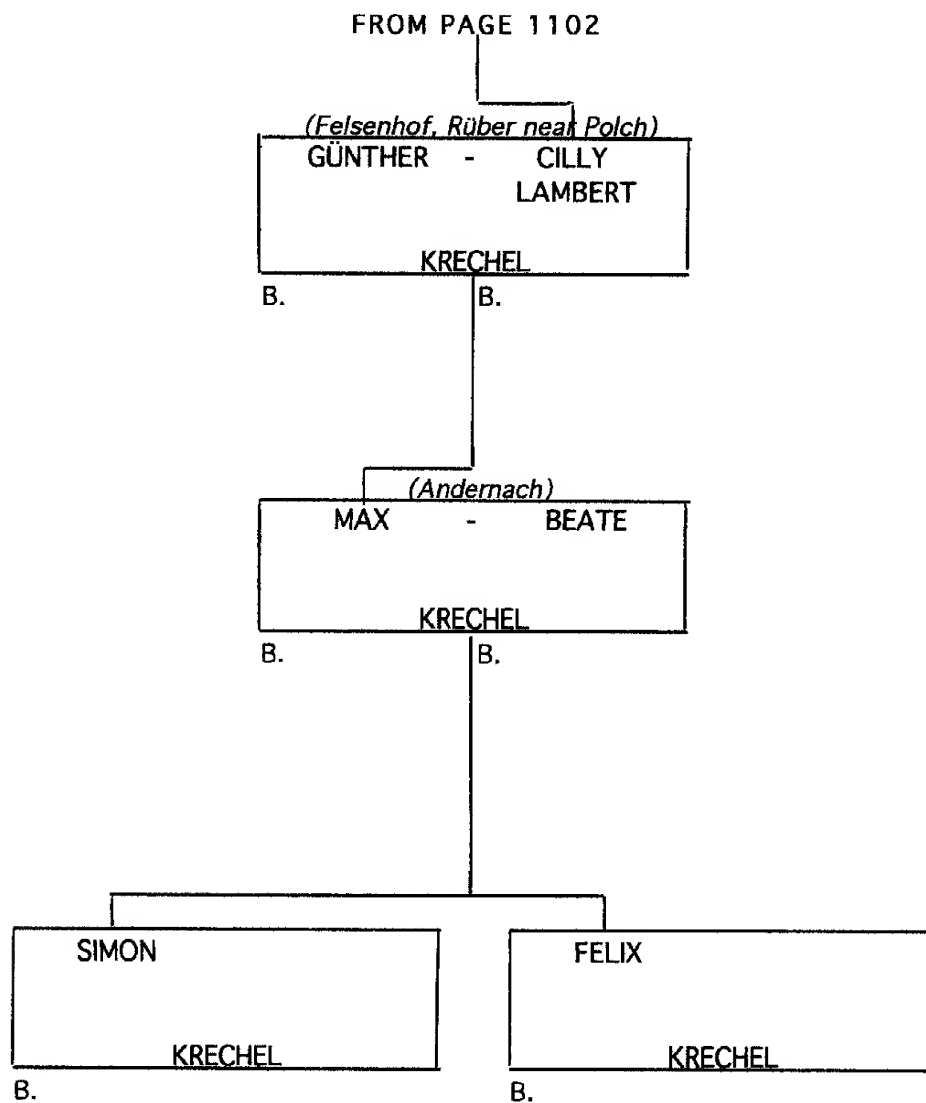 FROM PAGE 1102
(Felsenhof, Rüber near Polch)
GÜNTHER - CILLY
LAMBERT
KRECHEL
B. B.
(Andernach)
MAX - BEATE
KRECHEL
B. B.
SIMON FELIX
KRECHEL KRECHEL
B. B.